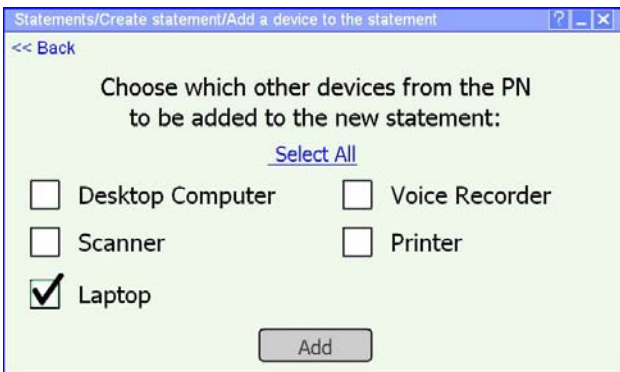 Statements/Create statement/Add a device to the statement
<< Back
Choose which other devices from the PN
to be added to the new statement:
Select All
Desktop Computer
Voice Recorder
Scanner
Printer
Laptop
Add